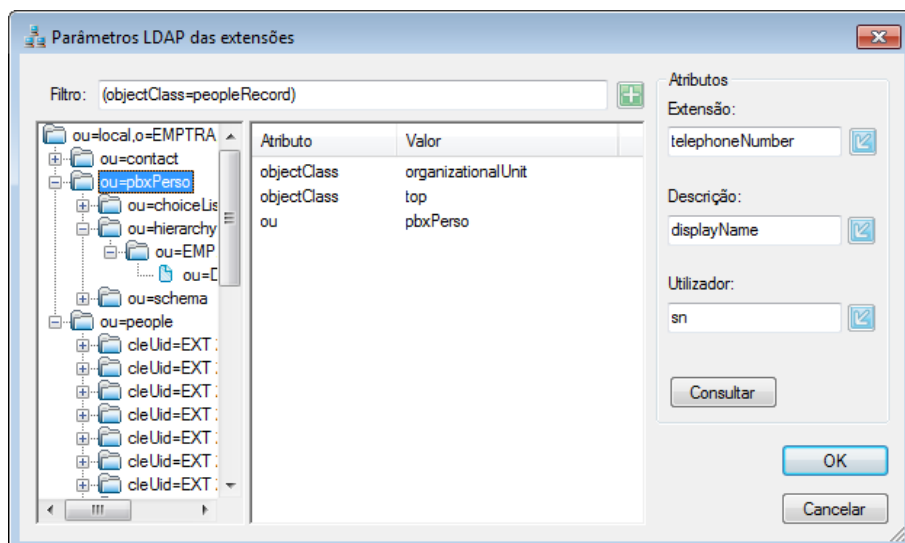 Parâmetros LDAP das extensões
Filtro: (objectClass=peopleRecord)
ou=local,o=EMPTRA
ou=contact
ou=pbxPerso
ou=choiceLis
ou=hierarchy
ou=EMP
ou=D
ou=schema
ou=people
cleUid=EXT
cleUid=EXT
cleUid=EXT
cleUid=EXT
cleUid=EXT
cleUid=EXT
cleUid=EXT
Atributo Valor
objectClass organizationalUnit
objectClass top
ou pbxPerso
Atributos
Extensão:
telephoneNumber
Descrição:
displayName
Utilizador:
sn
Consultar
OK
Cancelar